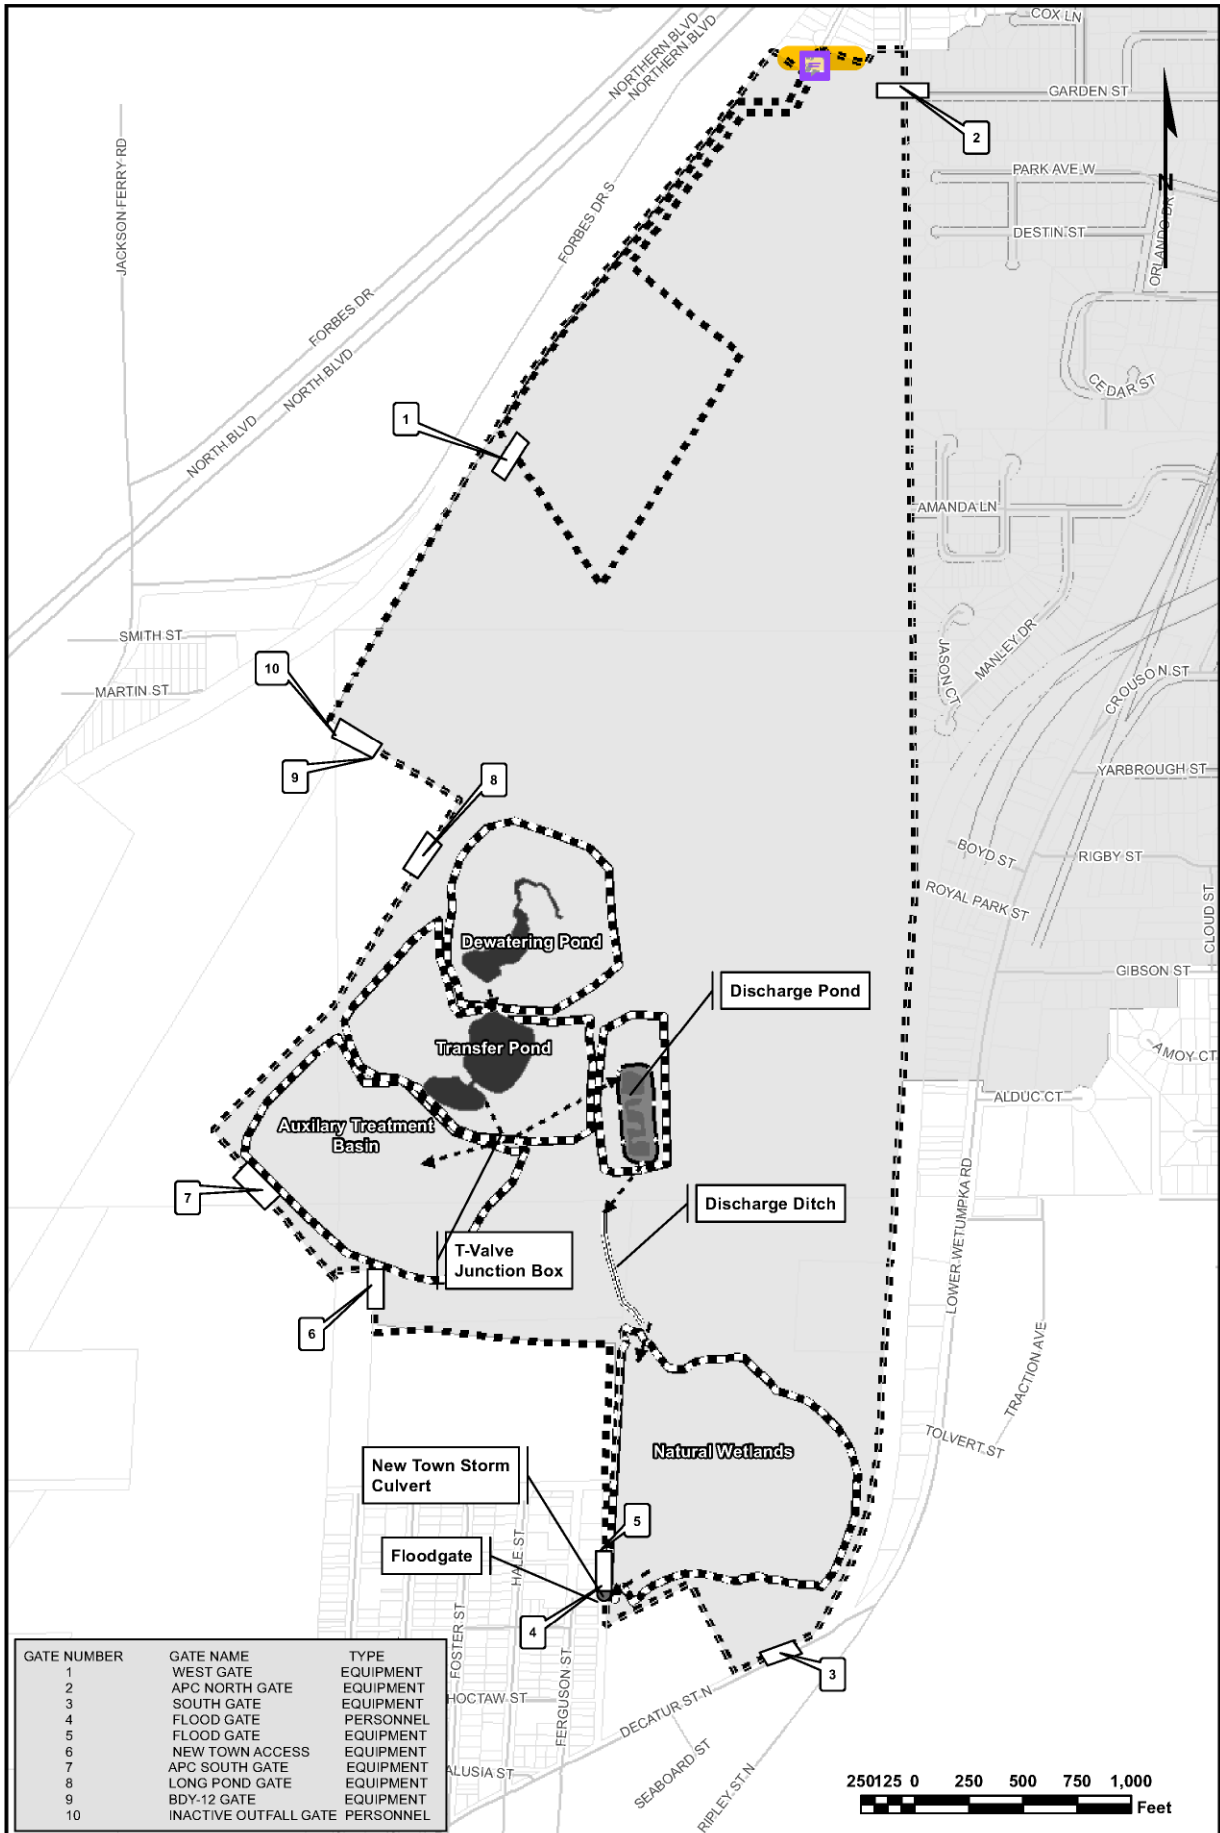 COX LN
NORTHERN BLVD
NORTHERN BLVD
GARDEN ST
2
JACKSON-FERRY-RD
PARK AVE W
N
FORBES DR S
DESTIN ST
ORLANDO DR
FORBES DR
NORTH BLVD
CEDAR ST
1
NORTH BLVD
AMANDA LN
SMITH ST
MANLEY DR
JASON CT
10
MARTIN ST
CROUSON ST
9
8
YARBROUGH ST
BOYD ST
RIGBY ST
ROYAL PARK ST
CLOUD ST
Dewatering Pond
GIBSON ST
Discharge Pond
Transfer Pond
AMOY CT
ALDUC CT
Auxilary Treatment
Basin
7
Discharge Ditch
LOWER WETUMPKA RD
T-Valve
Junction Box
6
TRACTION AVE
TOLVERT ST
Natural Wetlands
New Town Storm
Culvert
5
HALE ST
Floodgate
4
FOSTER ST
3
FERGUSON ST
HOCTAW ST
DECATUR ST N
SEABOARD ST
RIPLEY ST N
ALUSIA ST
GATE NUMBER GATE NAME TYPE
1 WEST GATE EQUIPMENT
2 APC NORTH GATE EQUIPMENT
3 SOUTH GATE EQUIPMENT
4 FLOOD GATE PERSONNEL
5 FLOOD GATE EQUIPMENT
6 NEW TOWN ACCESS EQUIPMENT
7 APC SOUTH GATE EQUIPMENT
8 LONG POND GATE EQUIPMENT
9 BDY-12 GATE EQUIPMENT
10 INACTIVE OUTFALL GATE PERSONNEL
250 125 0 250 500 750 1,000
Feet